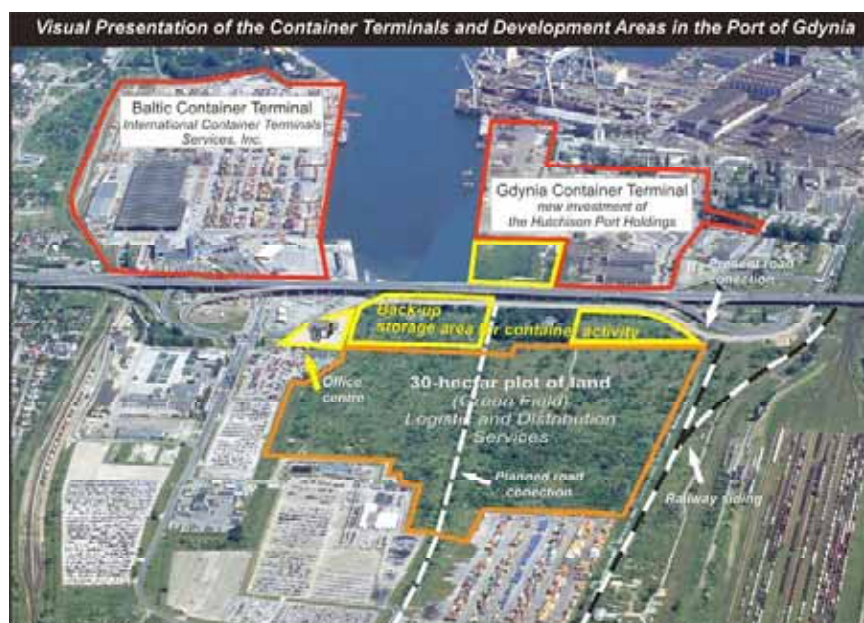 Visual Presentation of the Container Terminals and Development Areas in the Port of Gdynia
Baltic Container Terminal
International Container Terminals
Services, Inc.
Gdynia Container Terminal
new investment of
the Hutchison Port Holdings
Present road
conection
Back-up
storage area for container activity
Office
centre
30-hectar plot of land
(Green Field)
Logistic and Distribution
Services
Planned road
conection
Railway siding